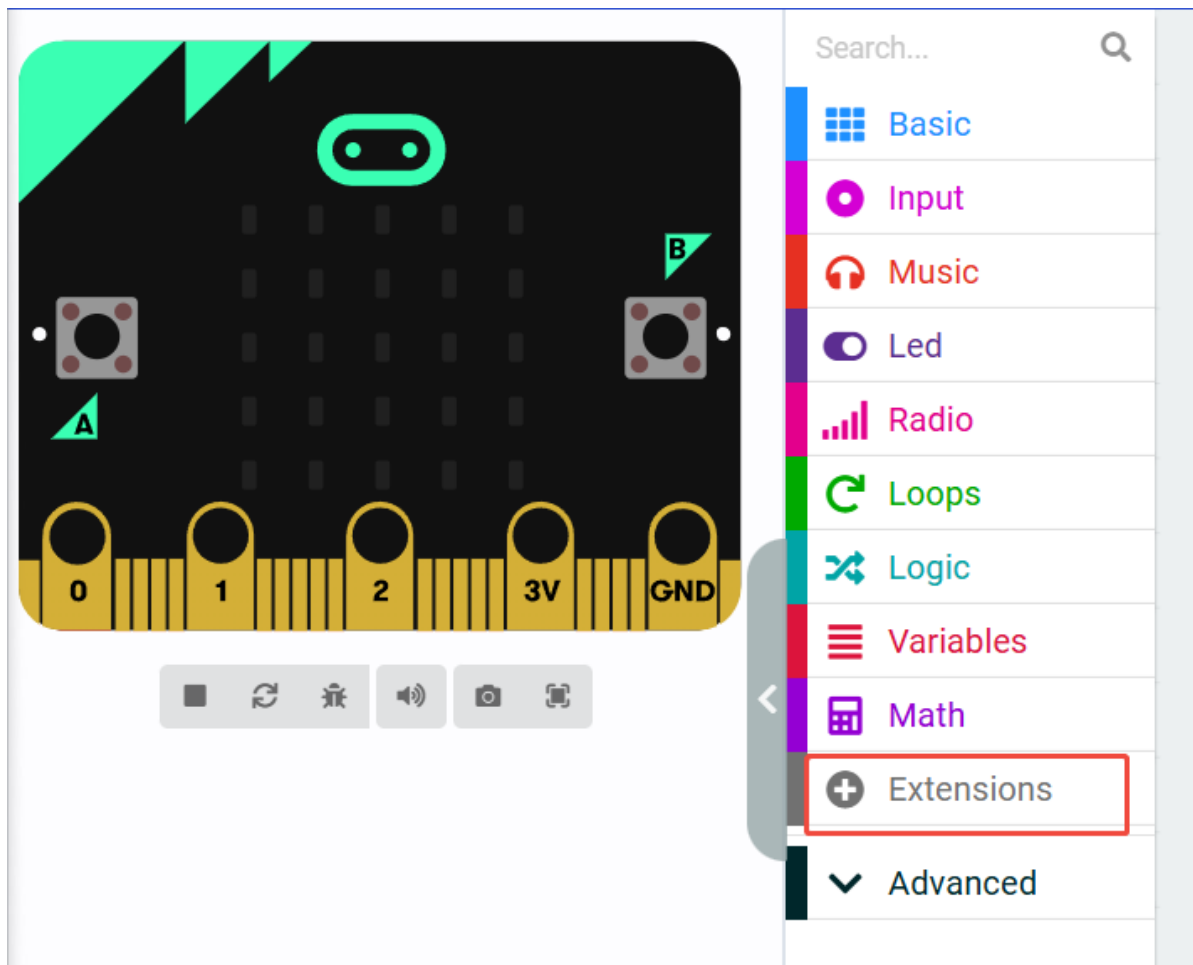 Search...
Basic
Input
Music
Led
Radio
Loops
Logic
Variables
Math
Extensions
Advanced
B
A
0 1 2 3V GND